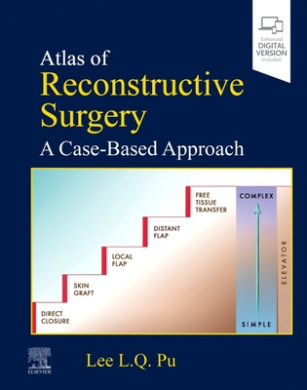 Enhanced
DIGITAL
VERSION
Included
Atlas of
Reconstructive
Surgery
A Case-Based Approach
FREE
TISSUE
TRANSFER
COMPLEX
ELEVATOR
DISTANT
FLAP
LOCAL
FLAP
SKIN
GRAFT
DIRECT
CLOSURE
SIMPLE
ELSEVIER
Lee L.Q. Pu